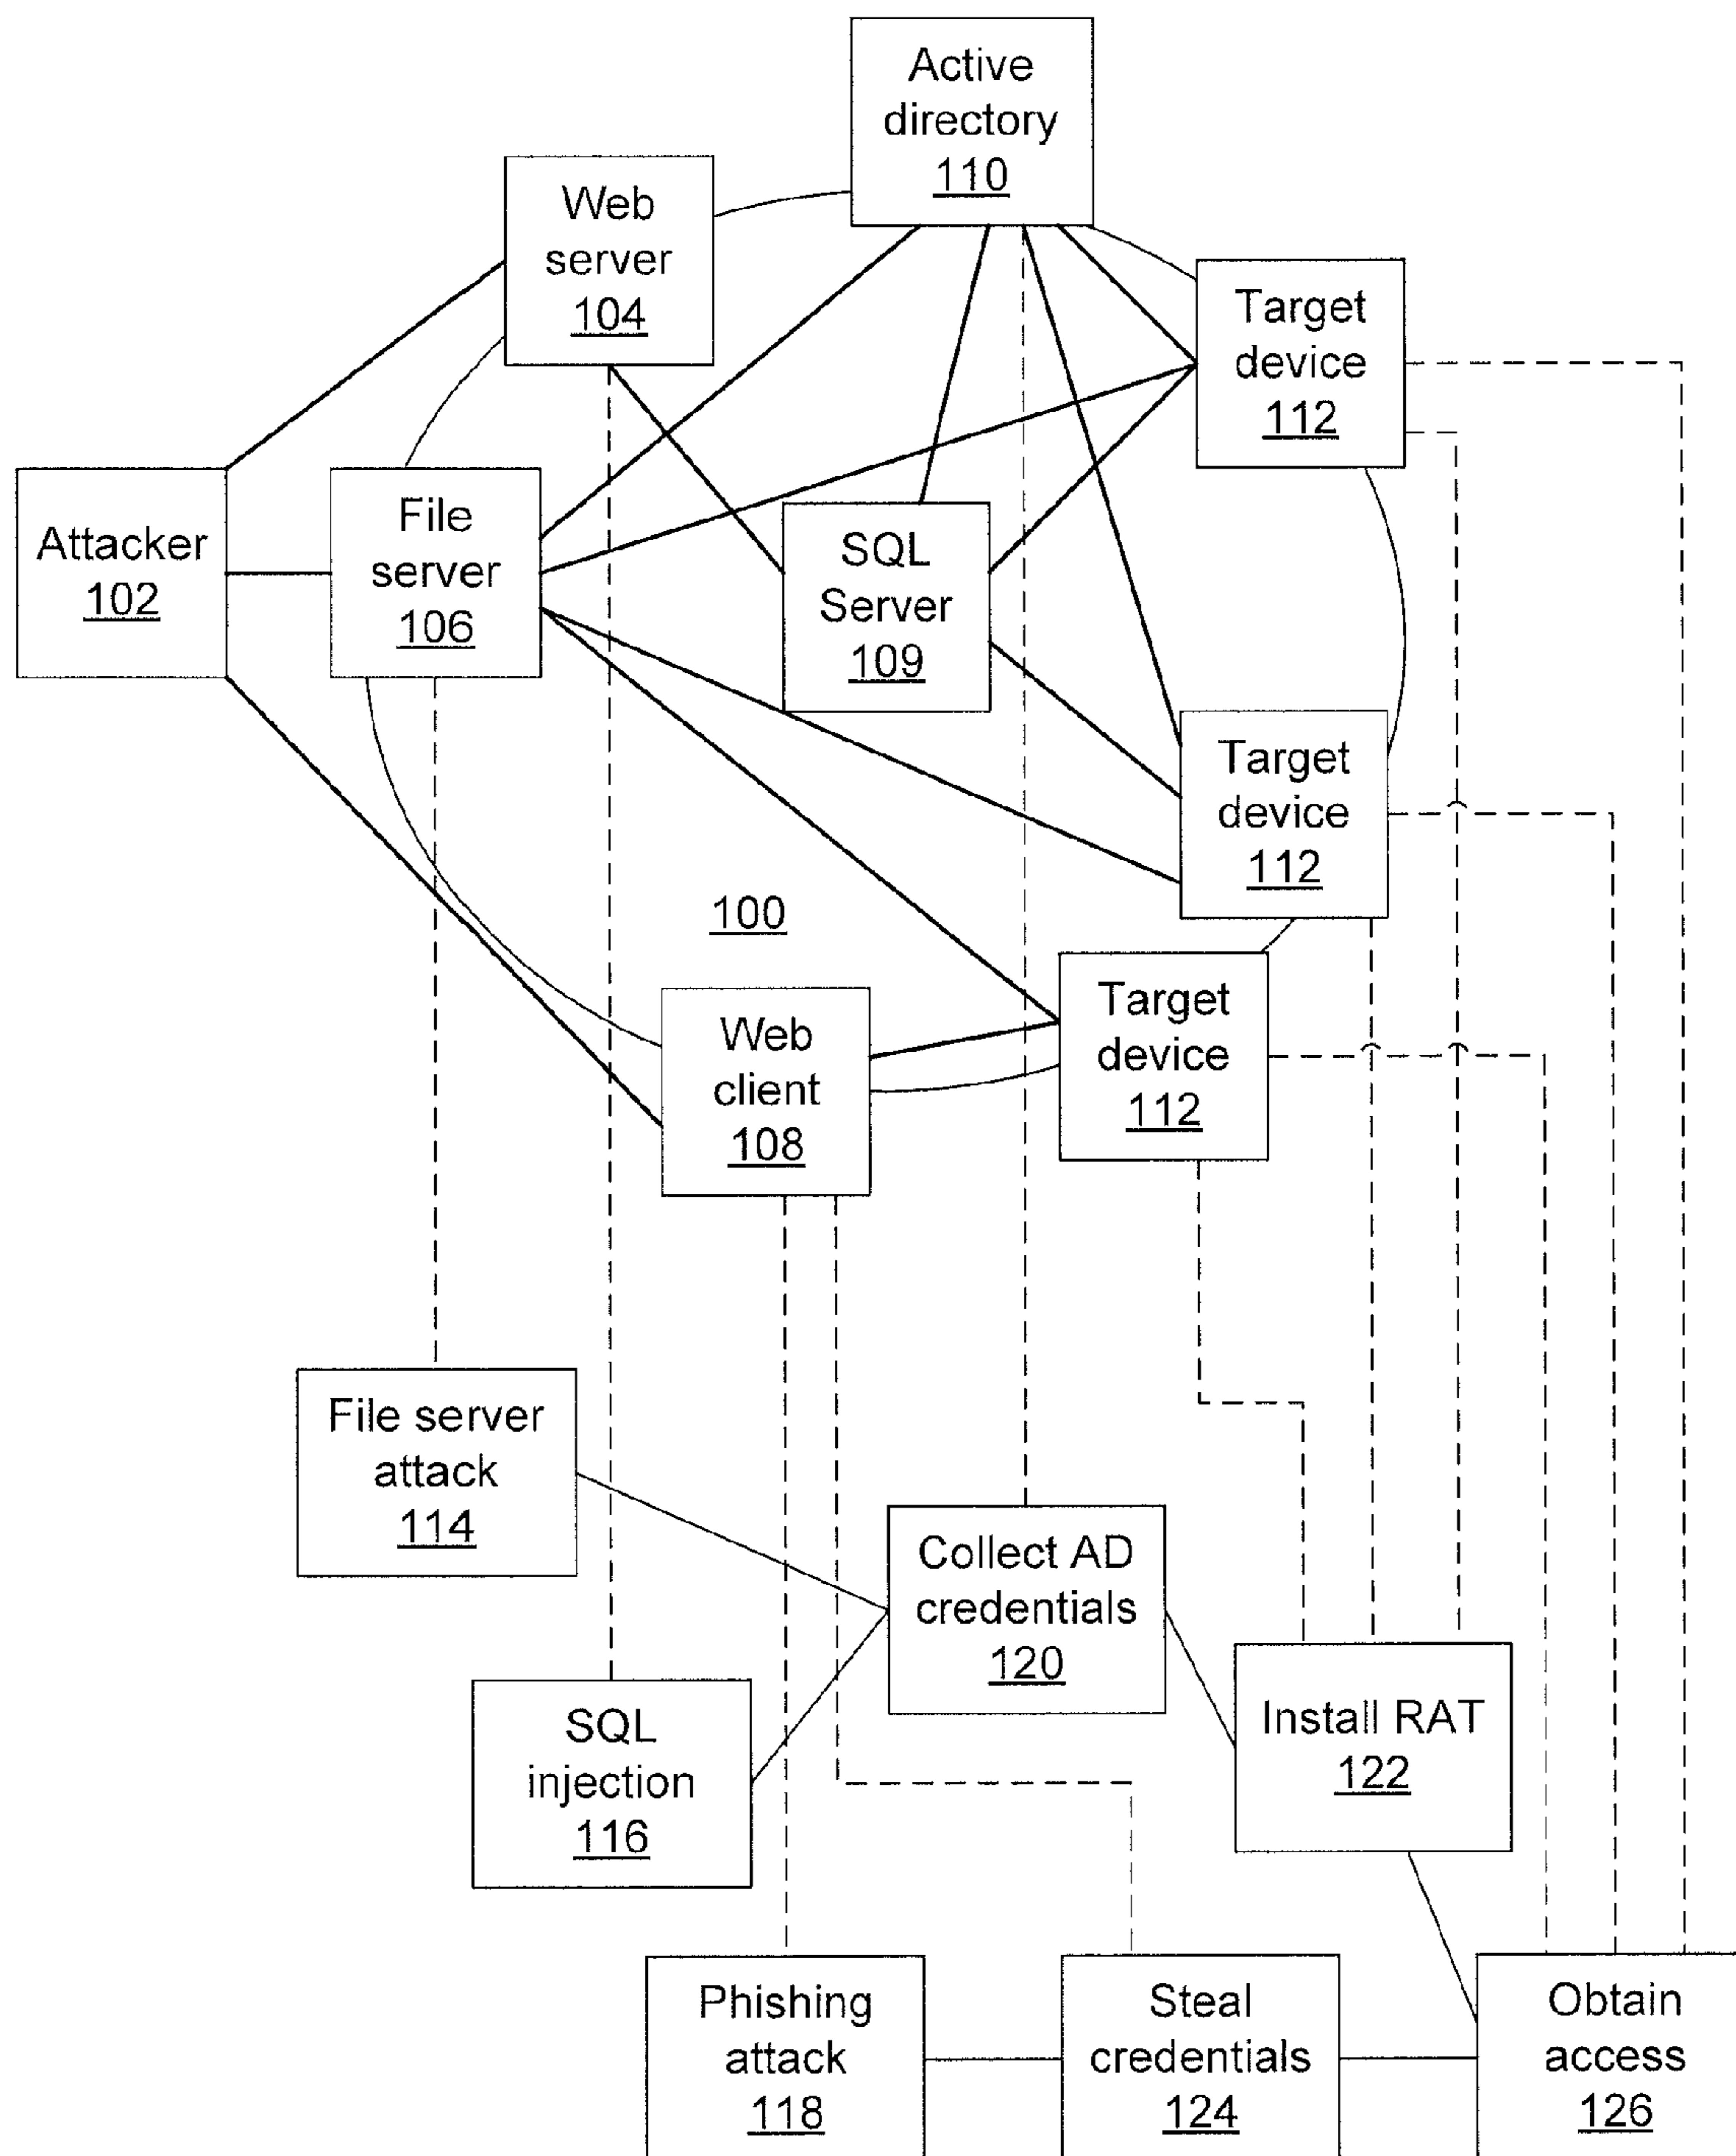 Active
directory
110
Web
server
104
Target
device
112
Attacker
102
File
server
106
SQL
Server
109
Target
device
112
100
Target
device
112
Web
client
108
File server
attack
114
Collect AD
credentials
120
Install RAT
122
SQL
injection
116
Phishing
attack
118
Steal
credentials
124
Obtain
access
126